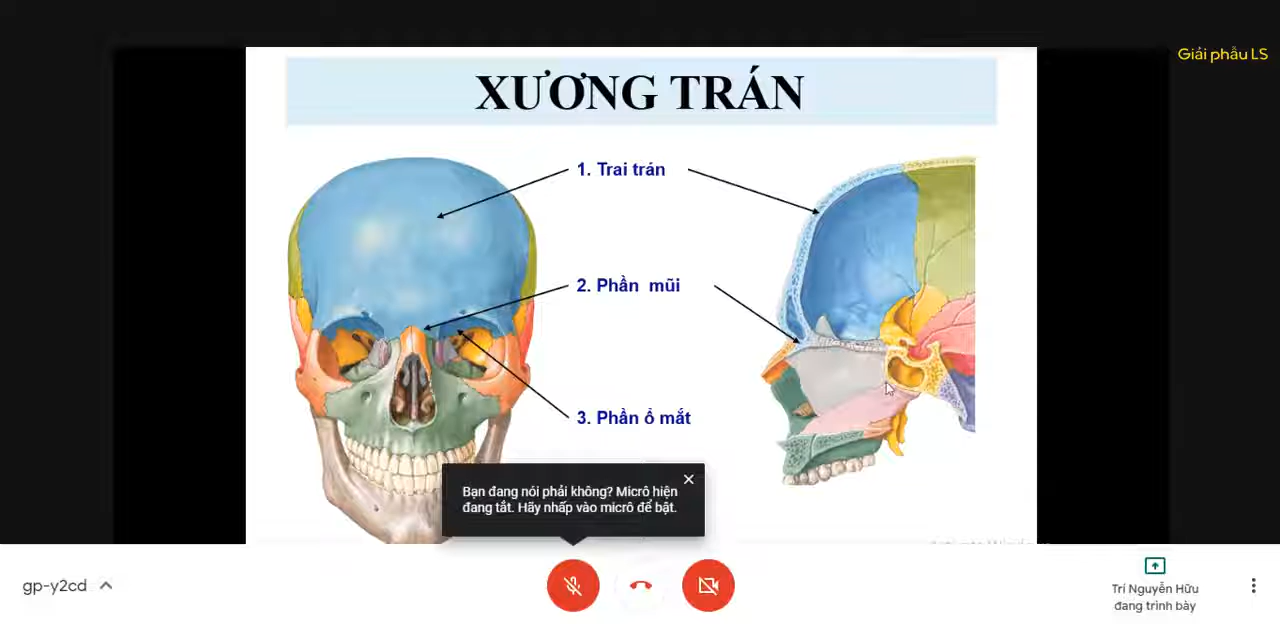 Giải phẫu LS
XƯƠNG TRÁN
1. Trai trán
2. Phần mũi
3. Phần ổ mắt
Bạn đang nói phải không? Micrô hiện
đang tắt. Hãy nhấp vào micrô để bật.
gp-y2cd
Trí Nguyễn Hữu
đang trình bày